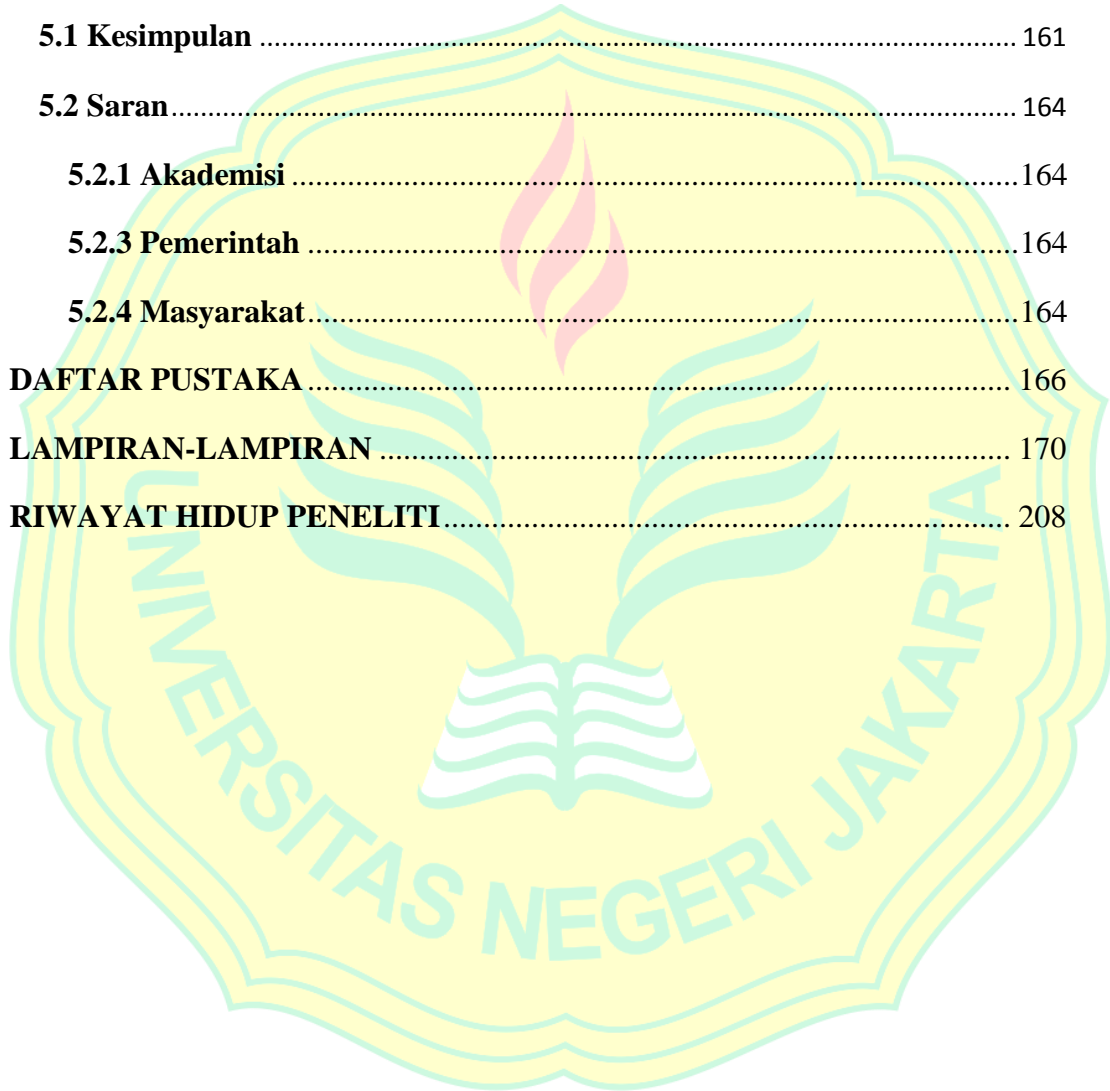 5.1 Kesimpulan ........................................................................................................ 161
5.2 Saran .................................................................................................................... 164
5.2.1 Akademisi ..................................................................................................164
5.2.3 Pemerintah ................................................................................................164
5.2.4 Masyarakat ................................................................................................164
DAFTAR PUSTAKA ................................................................................................ 166
LAMPIRAN-LAMPIRAN ...................................................................................... 170
RIWAYAT HIDUP PENELITI .............................................................................. 208
UNIVERSITAS NEGERI JAKARTA